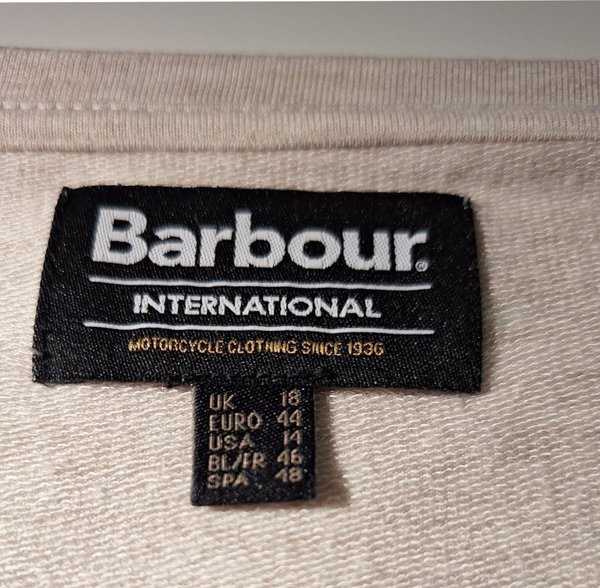 Barbour®
INTERNATIONAL
MOTORCYCLE CLOTHING SINCE 1936
UK 18
EURO 44
USA 14
BL/FR 46
SPA 48